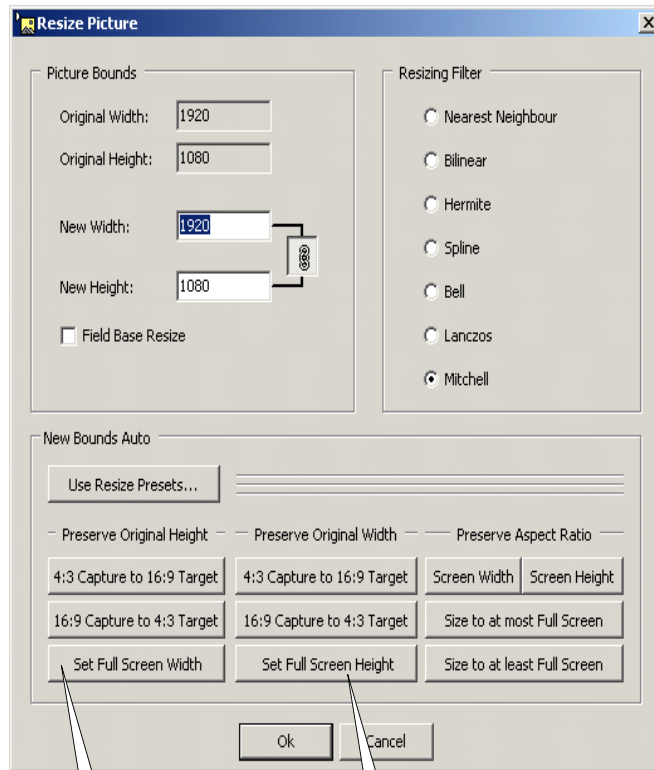 Resize Picture
Picture Bounds
Original Width: 1920
Original Height: 1080
New Width: 1920
New Height: 1080
Field Base Resize
Resizing Filter
Nearest Neighbour
Bilinear
Hermite
Spline
Bell
Lanczos
Mitchell
New Bounds Auto
Use Resize Presets...
Preserve Original Height
4:3 Capture to 16:9 Target
16:9 Capture to 4:3 Target
Set Full Screen Width
Preserve Original Width
4:3 Capture to 16:9 Target
16:9 Capture to 4:3 Target
Set Full Screen Height
Preserve Aspect Ratio
Screen Width Screen Height
Size to at most Full Screen
Size to at least Full Screen
Ok Cancel